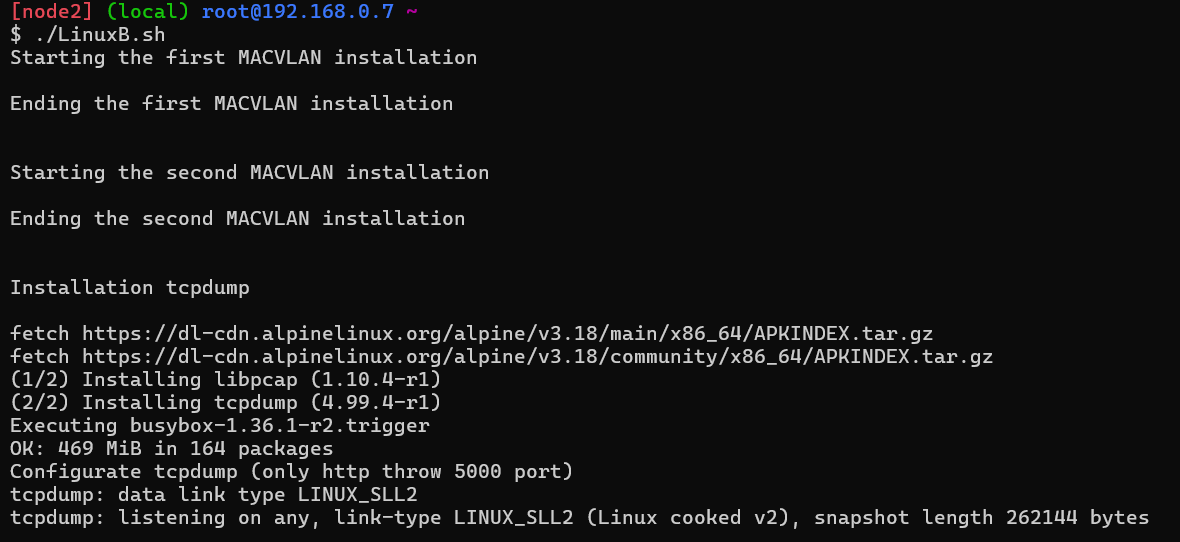 [node2] (local) root@192.168.0.7 ~
$ ./LinuxB.sh
Starting the first MACVLAN installation
Ending the first MACVLAN installation
Starting the second MACVLAN installation
Ending the second MACVLAN installation
Installation tcpdump
fetch https://dl-cdn.alpinelinux.org/alpine/v3.18/main/x86_64/APKINDEX.tar.gz
fetch https://dl-cdn.alpinelinux.org/alpine/v3.18/community/x86_64/APKINDEX.tar.gz
(1/2) Installing libpcap (1.10.4-r1)
(2/2) Installing tcpdump (4.99.4-r1)
Executing busybox-1.36.1-r2.trigger
OK: 469 MiB in 164 packages
Configurate tcpdump (only http throw 5000 port)
tcpdump: data link type LINUX_SLL2
tcpdump: listening on any, link-type LINUX_SLL2 (Linux cooked v2), snapshot length 262144 bytes